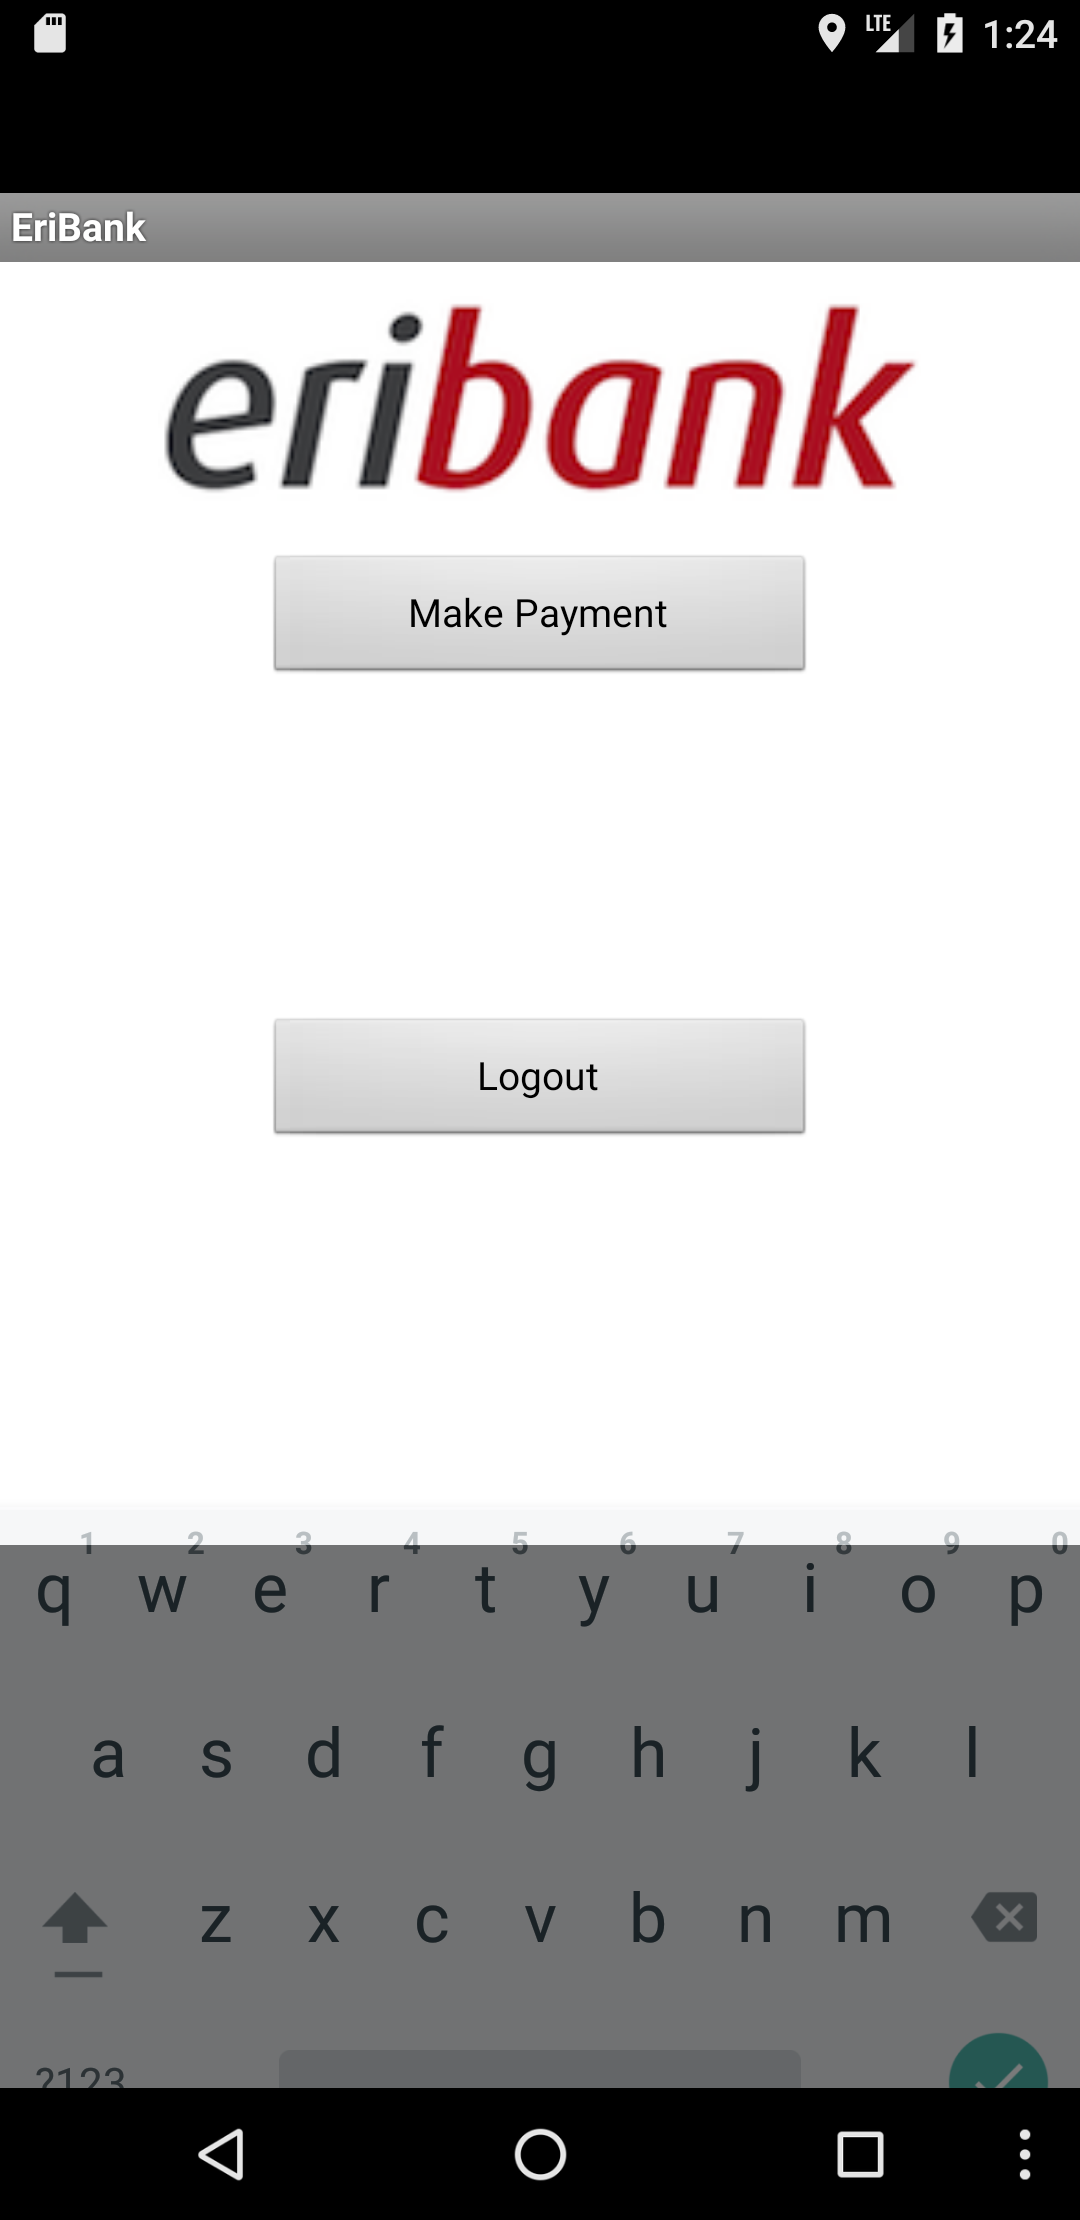 LTE 1:24
EriBank
eribank
Make Payment
Logout
1 2 3 4 5 6 7 8 9 0
q w e r t y u i o p
a s d f g h j k l
z x c v b n m
?123